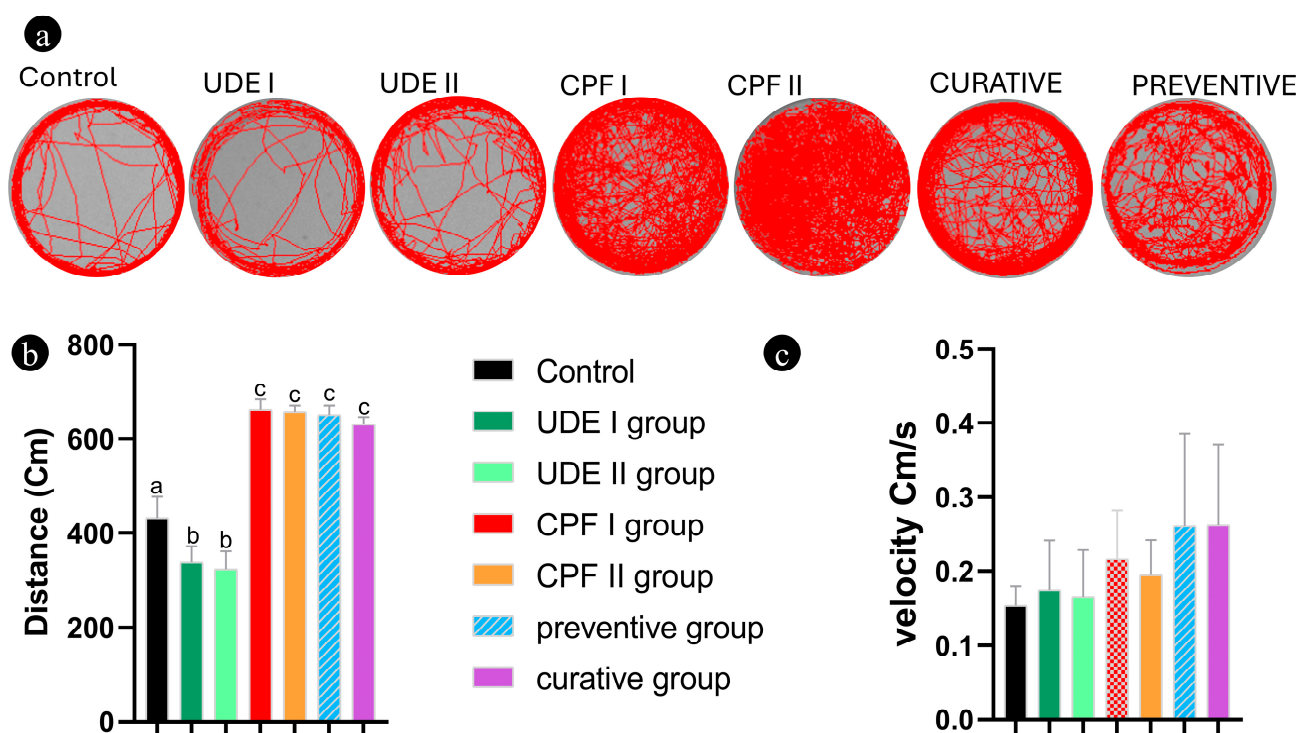 a
Control
UDE I
UDE II
CPF I
CPF II
CURATIVE
PREVENTIVE
b
Distance (Cm)
800
600
400
200
0
a
b
b
c
c
c
c
Control
UDE I group
UDE II group
CPF I group
CPF II group
preventive group
curative group
c
velocity Cm/s
0.5
0.4
0.3
0.2
0.1
0.0